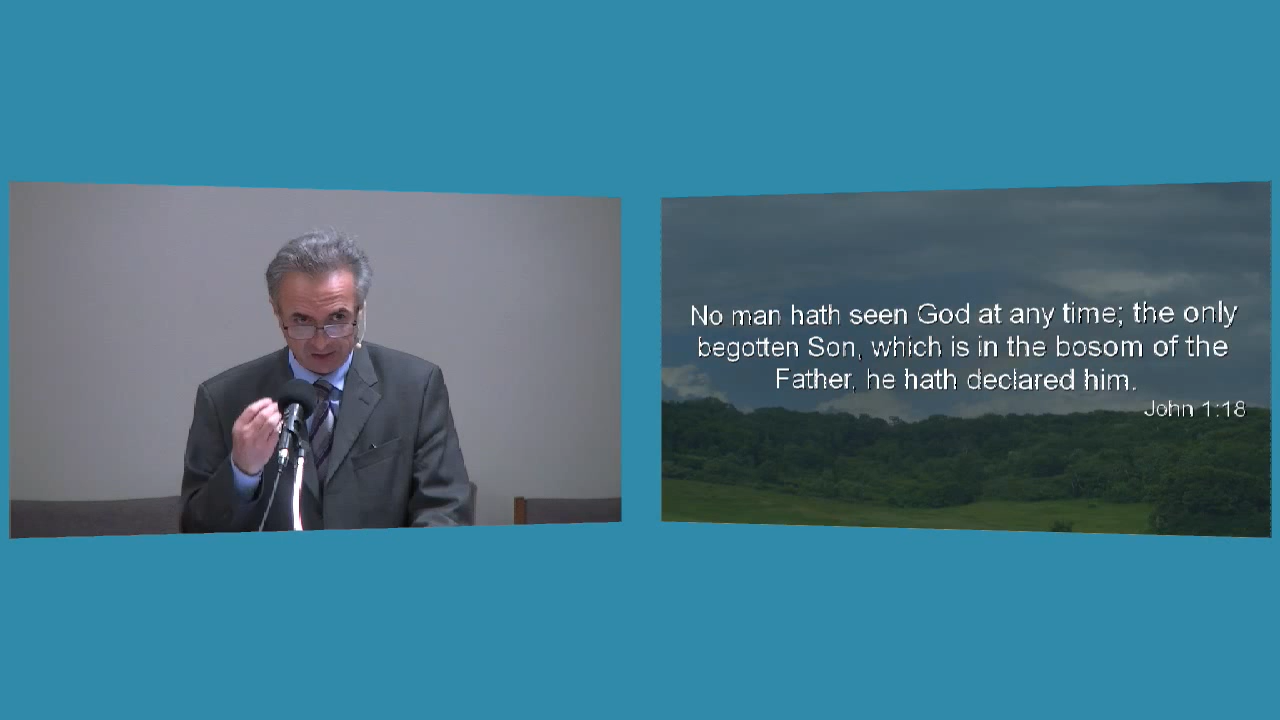 No man hath seen God at any time; the only
begotten Son, which is in the bosom of the
Father, he hath declared him.
John 1:18